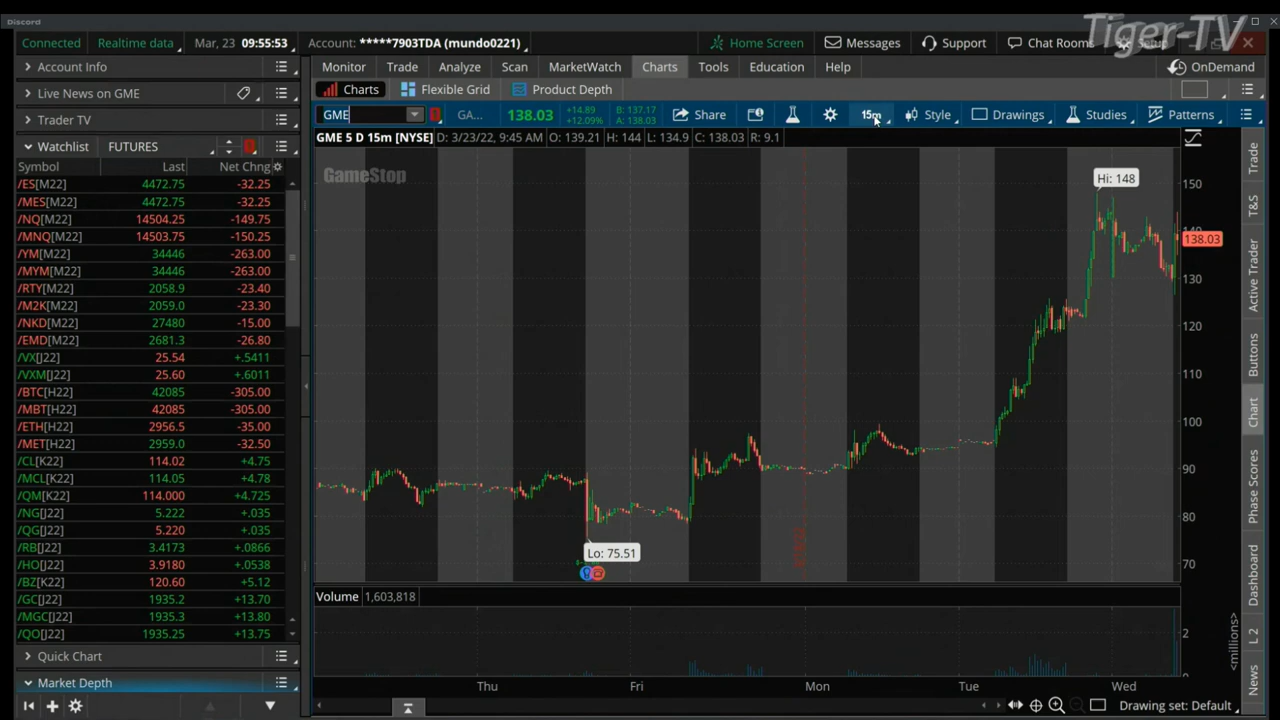 Discord
Tiger-TV
Connected Realtime data Mar, 23 09:55:53 Account: *****7903TDA (mundo0221) Home Screen Messages Support Chat Rooms Setup
Account Info Monitor Trade Analyze Scan MarketWatch Charts Tools Education Help OnDemand
Live News on GME Charts Flexible Grid Product Depth
Trader TV GME GA... 138.03 +14.89 +12.09% B: 137.17 A: 138.03 Share 15m Style Drawings Studies Patterns
GME 5 D 15m [NYSE] D: 3/23/22, 9:45 AM O: 139.21 H: 144 L: 134.9 C: 138.03 R: 9.1
Watchlist FUTURES
Symbol Last Net Chng
/ES[M22] 4472.75 -32.25
/MES[M22] 4472.75 -32.25
/NQ[M22] 14504.25 -149.75
/MNQ[M22] 14503.75 -150.25
/YM[M22] 34446 -263.00
/MYM[M22] 34446 -263.00
/RTY[M22] 2058.9 -23.40
/M2K[M22] 2059.0 -23.30
/NKD[M22] 27480 -15.00
/EMD[M22] 2681.3 -26.80
/VX[J22] 25.54 +.5411
/VXM[J22] 25.60 +.6011
/BTC[H22] 42085 -305.00
/MBT[H22] 42085 -305.00
/ETH[H22] 2956.5 -35.00
/MET[H22] 2959.0 -32.50
/CL[K22] 114.02 +4.75
/MCL[K22] 114.05 +4.78
/QM[K22] 114.000 +4.725
/NG[J22] 5.222 +.035
/QG[J22] 5.220 +.035
/RB[J22] 3.4173 +.0866
/HO[J22] 3.9180 +.0538
/BZ[K22] 120.60 +5.12
/GC[J22] 1935.2 +13.70
/MGC[J22] 1935.3 +13.80
/QO[J22] 1935.25 +13.75
Quick Chart
Market Depth
GameStop
Hi: 148
Lo: 75.51
150
140
138.03
130
120
110
100
90
80
70
Volume 1,603,818
2
<millions>
Thu Fri Mon Tue Wed
Drawing set: Default
Trade
T&S
Active Trader
Buttons
Chart
Phase Scores
Dashboard
L 2
News